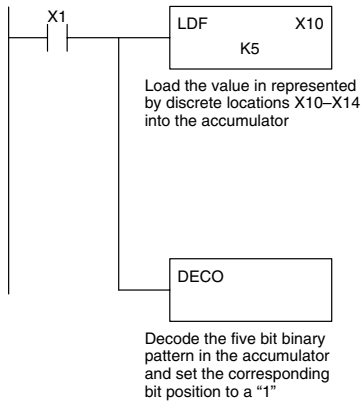 X1
LDF X10
K5
Load the value in represented
by discrete locations X10–X14
into the accumulator
DECO
Decode the five bit binary
pattern in the accumulator
and set the corresponding
bit position to a “1”